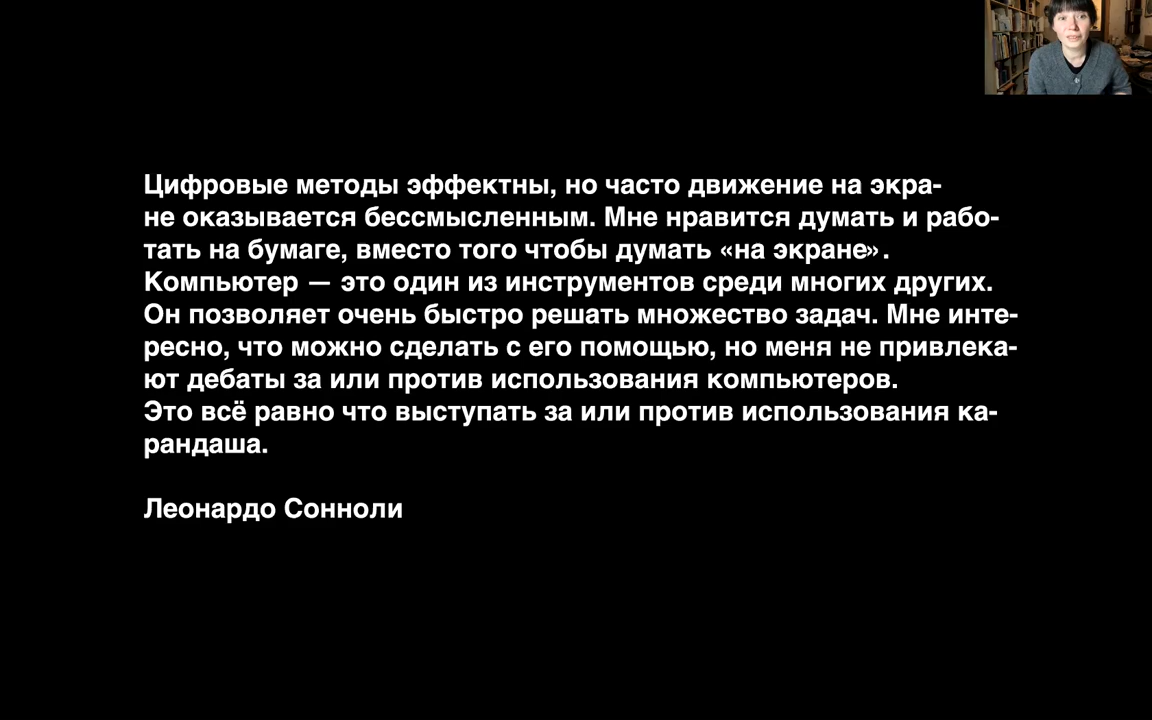 Цифровые методы эффектны, но часто движение на экра-
не оказывается бессмысленным. Мне нравится думать и рабо-
тать на бумаге, вместо того чтобы думать «на экране».
Компьютер — это один из инструментов среди многих других.
Он позволяет очень быстро решать множество задач. Мне инте-
ресно, что можно сделать с его помощью, но меня не привлека-
ют дебаты за или против использования компьютеров.
Это всё равно что выступать за или против использования ка-
рандаша.
Леонардо Сонноли